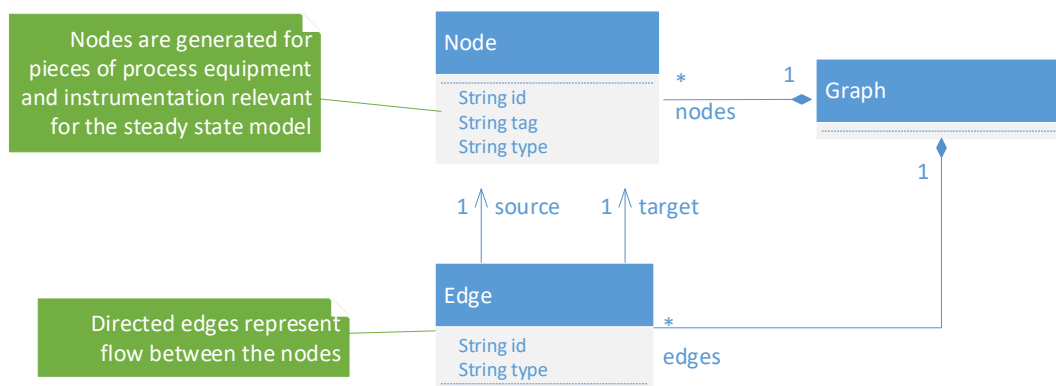 Nodes are generated for
pieces of process equipment
and instrumentation relevant
for the steady state model
Node
String id
String tag
String type
*
nodes
1
Graph
1
1 source
1 target
Edge
String id
String type
*
edges
Directed edges represent
flow between the nodes